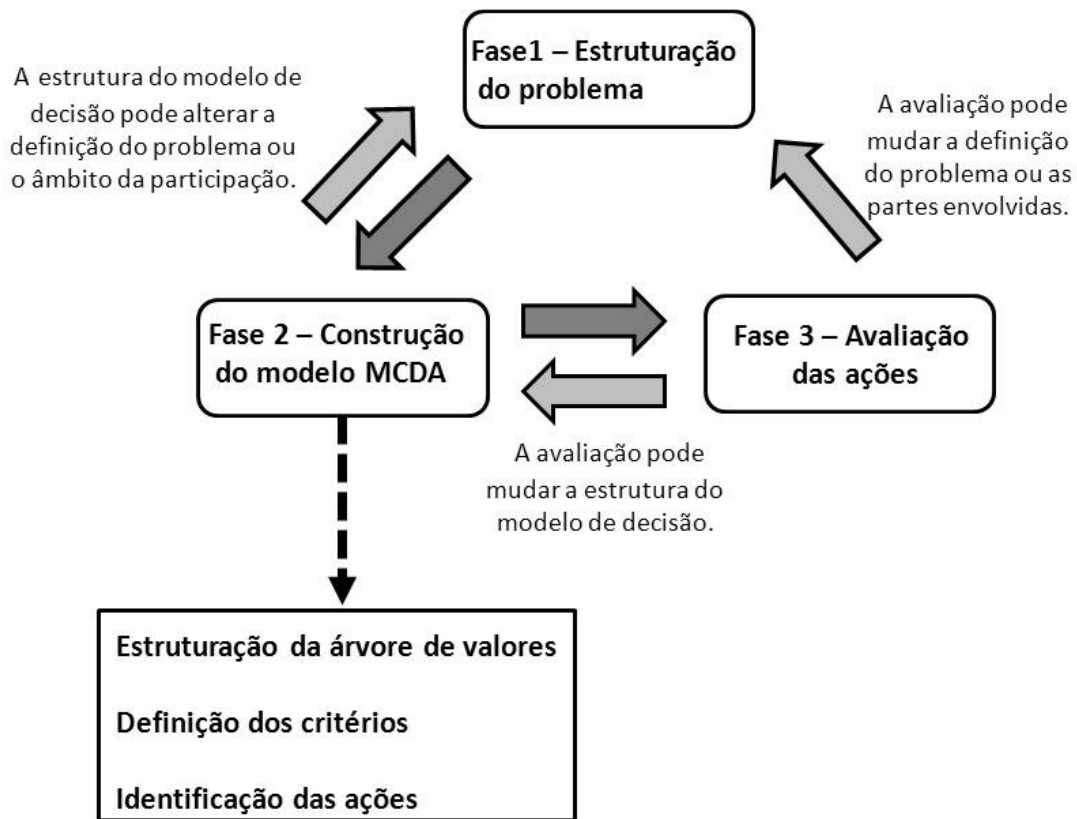 Fase1 – Estruturação
do problema
A estrutura do modelo de
decisão pode alterar a
definição do problema ou
o âmbito da participação.
A avaliação pode
mudar a definição
do problema ou as
partes envolvidas.
Fase 2 – Construção
do modelo MCDA
Fase 3 – Avaliação
das ações
A avaliação pode
mudar a estrutura do
modelo de decisão.
Estruturação da árvore de valores
Definição dos critérios
Identificação das ações